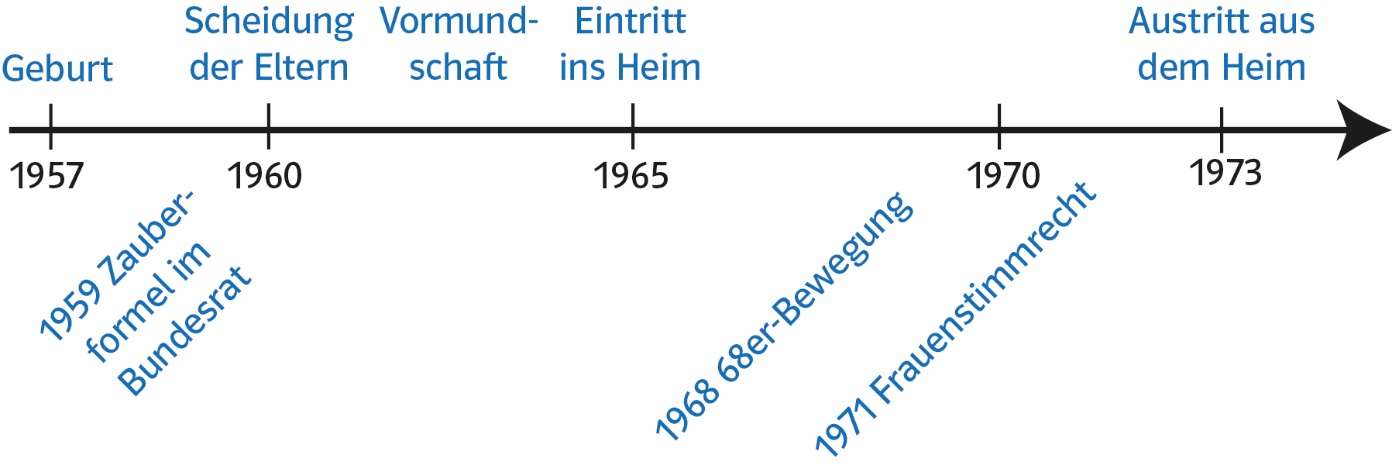 Geburt
Scheidung
der Eltern
Vormund-
schaft
Eintritt
ins Heim
Austritt aus
dem Heim
1957
1960
1965
1970
1973
1959 Zauber-
formel im
Bundesrat
1968 68er-Bewegung
1971 Frauenstimmrecht